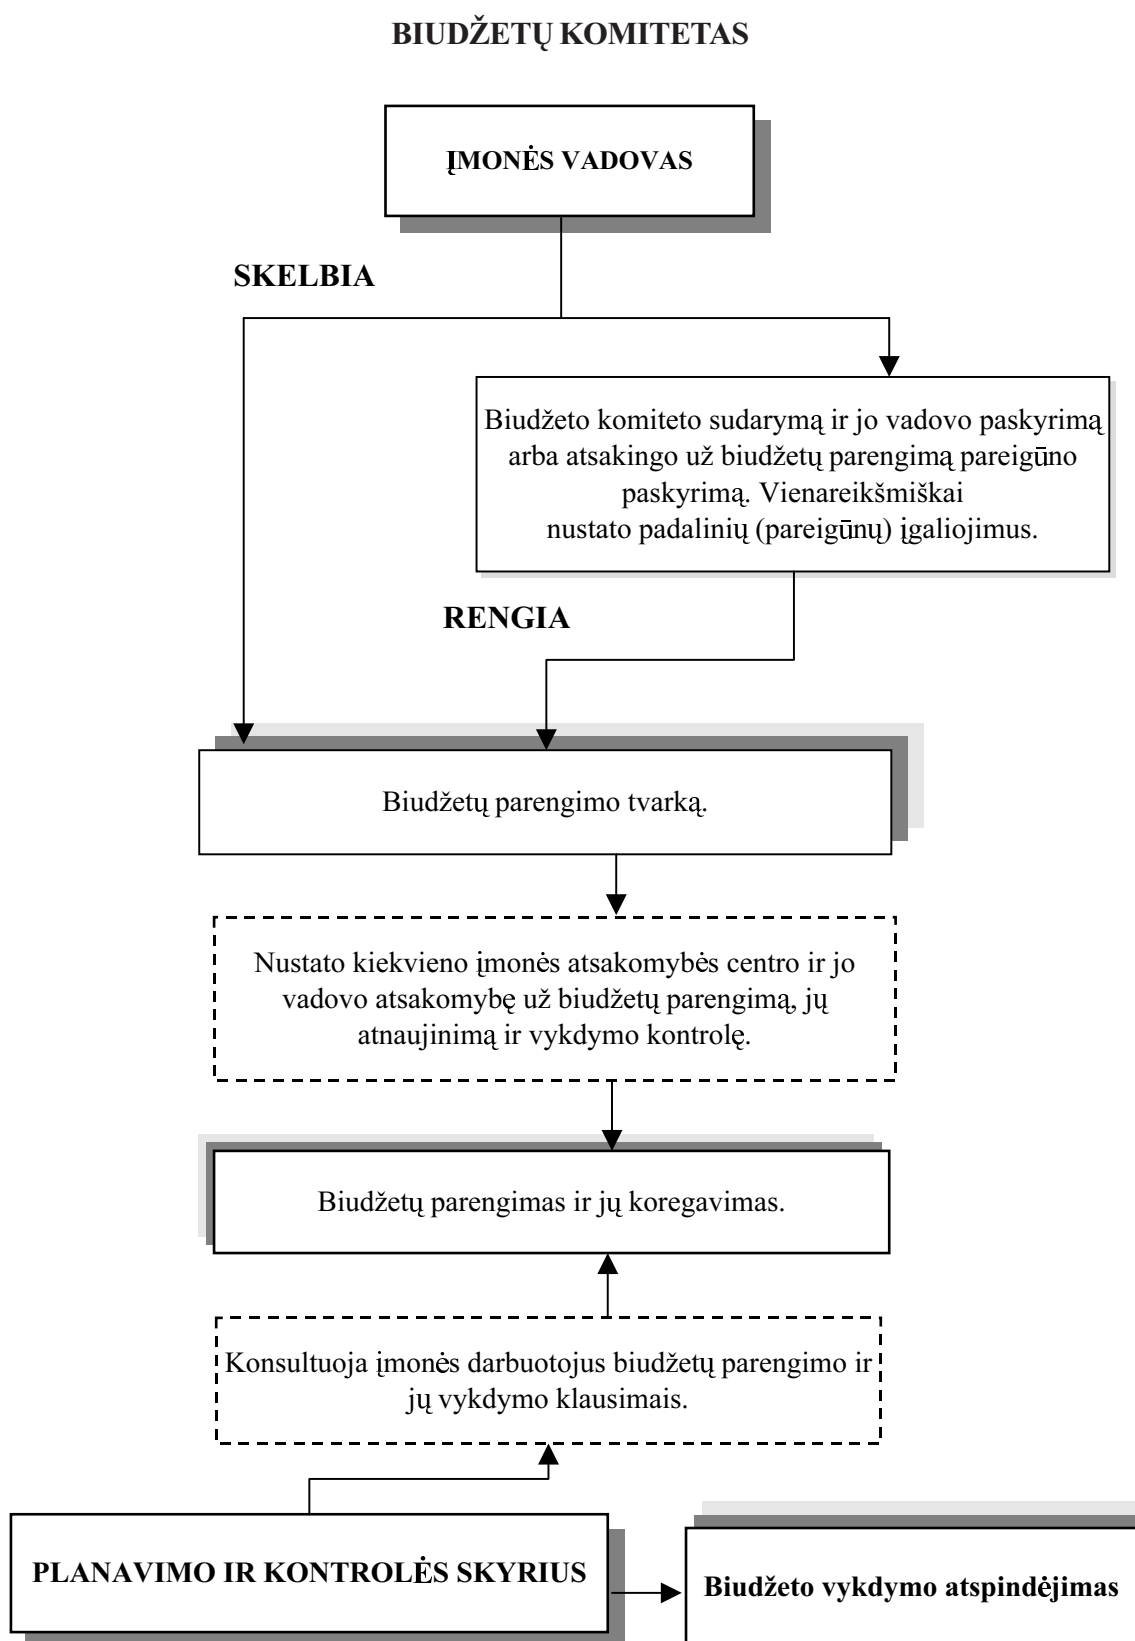 BIUDŽETŲ KOMITETAS
ĮMONĖS VADOVAS
SKELBIA
Biudžeto komiteto sudarymą ir jo vadovo paskyrimą
arba atsakingo už biudžetų parengimą pareigūno
paskyrimą. Vienareikšmiškai
nustato padalinių (pareigūnų) įgaliojimus.
RENGIA
Biudžetų parengimo tvarką.
Nustato kiekvieno įmonės atsakomybės centro ir jo
vadovo atsakomybę už biudžetų parengimą, jų
atnaujinimą ir vykdymo kontrolę.
Biudžetų parengimas ir jų koregavimas.
Konsultuoja įmonės darbuotojus biudžetų parengimo ir
jų vykdymo klausimais.
PLANAVIMO IR KONTROLĖS SKYRIUS
Biudžeto vykdymo atspindėjimas